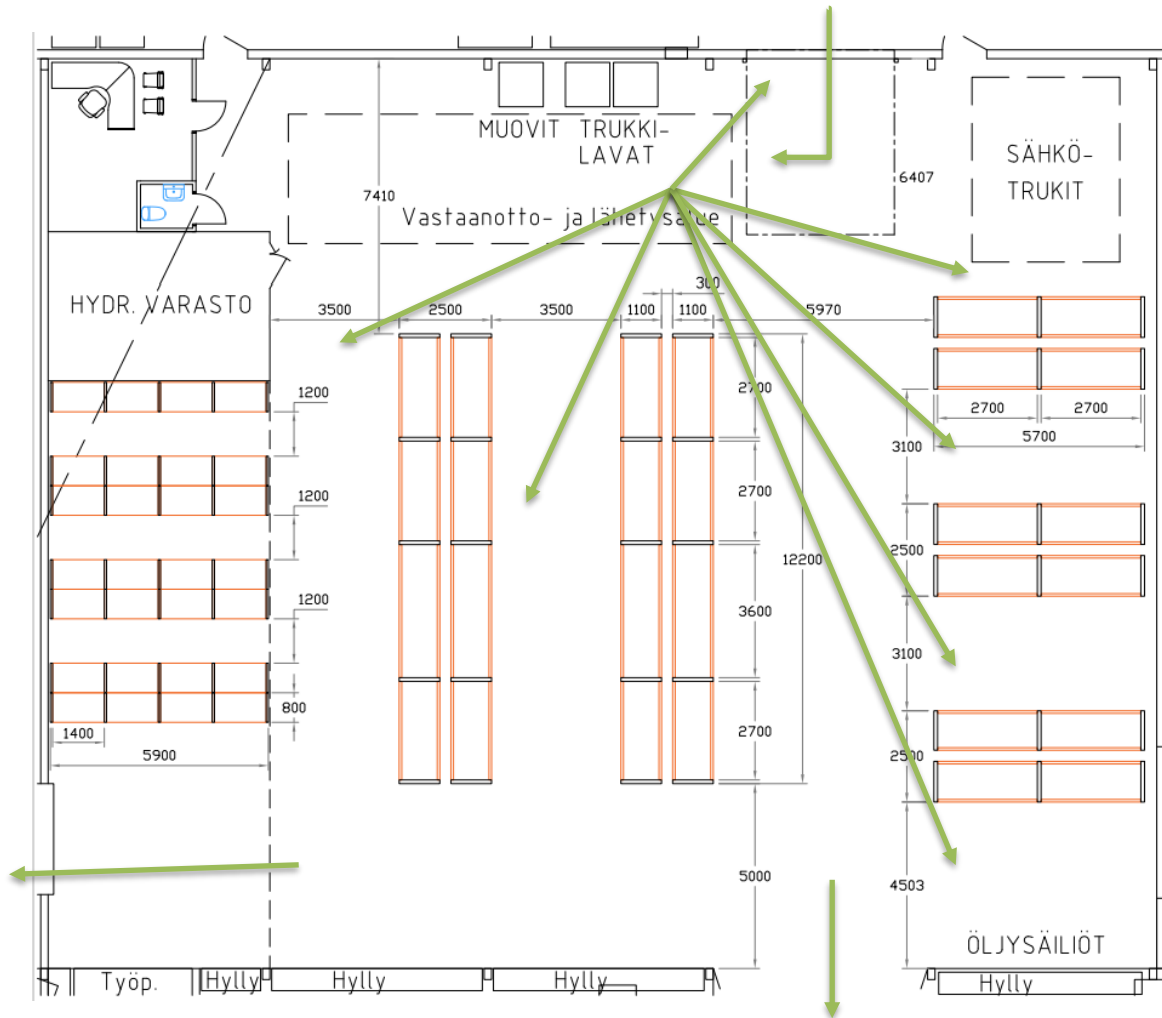 MUOVIT TRUKKI-
LAVAT
SÄHKÖ-
TRUKIT
6407
7410
Vastaanotto- ja lähetysalue
HYDR. VARASTO
300
3500
2500
3500
1100
1100
5970
1200
2700
2700
2700
5700
3100
1200
2700
2500
12200
1200
3600
3100
800
1400
2700
5900
2500
5000
4503
ÖLJYSÄILIÖT
Työp.
Hylly
Hylly
Hylly
Hylly